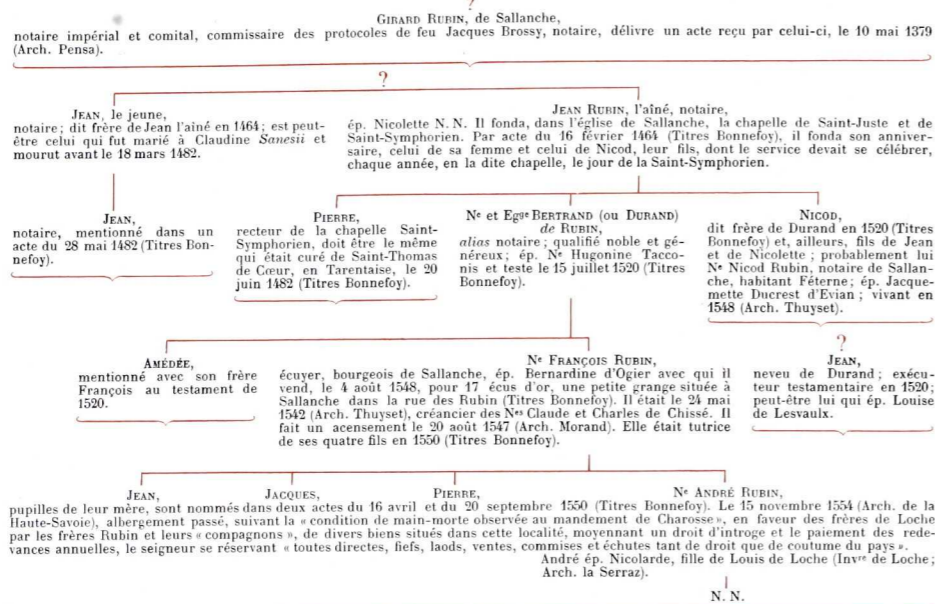 ?
GIRARD RUBIN, de Sallanche,
notaire impérial et comital, commissaire des protocoles de feu Jacques Brossy, notaire, délivre un acte reçu par celui-ci, le 10 mai 1379
(Arch. Pensa).
?
JEAN, le jeune,
notaire; dit frère de Jean l'aîné en 1464; est peut-
être celui qui fut marié à Claudine Sanesii et
mourut avant le 18 mars 1482.
JEAN RUBIN, l'aîné, notaire,
ép. Nicolette N. N. Il fonda, dans l'église de Sallanche, la chapelle de Saint-Juste et de
Saint-Symphorien. Par acte du 16 février 1464 (Titres Bonnefoy), il fonda son anniver-
saire, celui de sa femme et celui de Nicod, leur fils, dont le service devait se célébrer,
chaque année, en la dite chapelle, le jour de la Saint-Symphorien.
JEAN,
notaire, mentionné dans un
acte du 28 mai 1482 (Titres Bon-
nefoy).
PIERRE,
recteur de la chapelle Saint-
Symphorien, doit être le même
qui était curé de Saint-Thomas
de Cœur, en Tarentaise, le 20
juin 1482 (Titres Bonnefoy).
Ne et Egue BERTRAND (ou DURAND)
de RUBIN,
alias notaire; qualifié noble et gé-
néreux; ép. Ne Hugonine Tacco-
nis et teste le 15 juillet 1520 (Titres
Bonnefoy).
NICOD,
dit frère de Durand en 1520 (Titres
Bonnefoy) et, ailleurs, fils de Jean
et de Nicolette; probablement lui
Ne Nicod Rubin, notaire de Sallan-
che, habitant Féterne; ép. Jacque-
mette Ducrest d'Evian; vivant en
1548 (Arch. Thuyset).
AMÉDÉE,
mentionné avec son frère
François au testament de
1520.
Ne FRANÇOIS RUBIN,
écuyer, bourgeois de Sallanche, ép. Bernardine d'Ogier avec qui il
vend, le 4 août 1548, pour 17 écus d'or, une petite grange située à
Sallanche dans la rue des Rubin (Titres Bonnefoy). Il était le 24 mai
1542 (Arch. Thuyset), créancier des Nes Claude et Charles de Chissé. Il
fait un acensement le 20 août 1547 (Arch. Morand). Elle était tutrice
de ses quatre fils en 1550 (Titres Bonnefoy).
?
JEAN,
neveu de Durand; exécu-
teur testamentaire en 1520;
peut-être lui qui ép. Louise
de Lesvaulx.
JEAN, JACQUES, PIERRE,
Ne ANDRÉ RUBIN,
pupilles de leur mère, sont nommés dans deux actes du 16 avril et du 20 septembre 1550 (Titres Bonnefoy). Le 15 novembre 1554 (Arch. de la
Haute-Savoie), albergement passé, suivant la « condition de main-morte observée au mandement de Charosse », en faveur des frères de Loche
par les frères Rubin et leurs « compagnons », de divers biens situés dans cette localité, moyennant un droit d'introge et le paiement des rede-
vances annuelles, le seigneur se réservant « toutes directes, fiefs, laods, ventes, commises et échutes tant de droit que de coutume du pays ».
André ép. Nicolarde, fille de Louis de Loche (Invre de Loche;
Arch. la Serraz).
N. N.